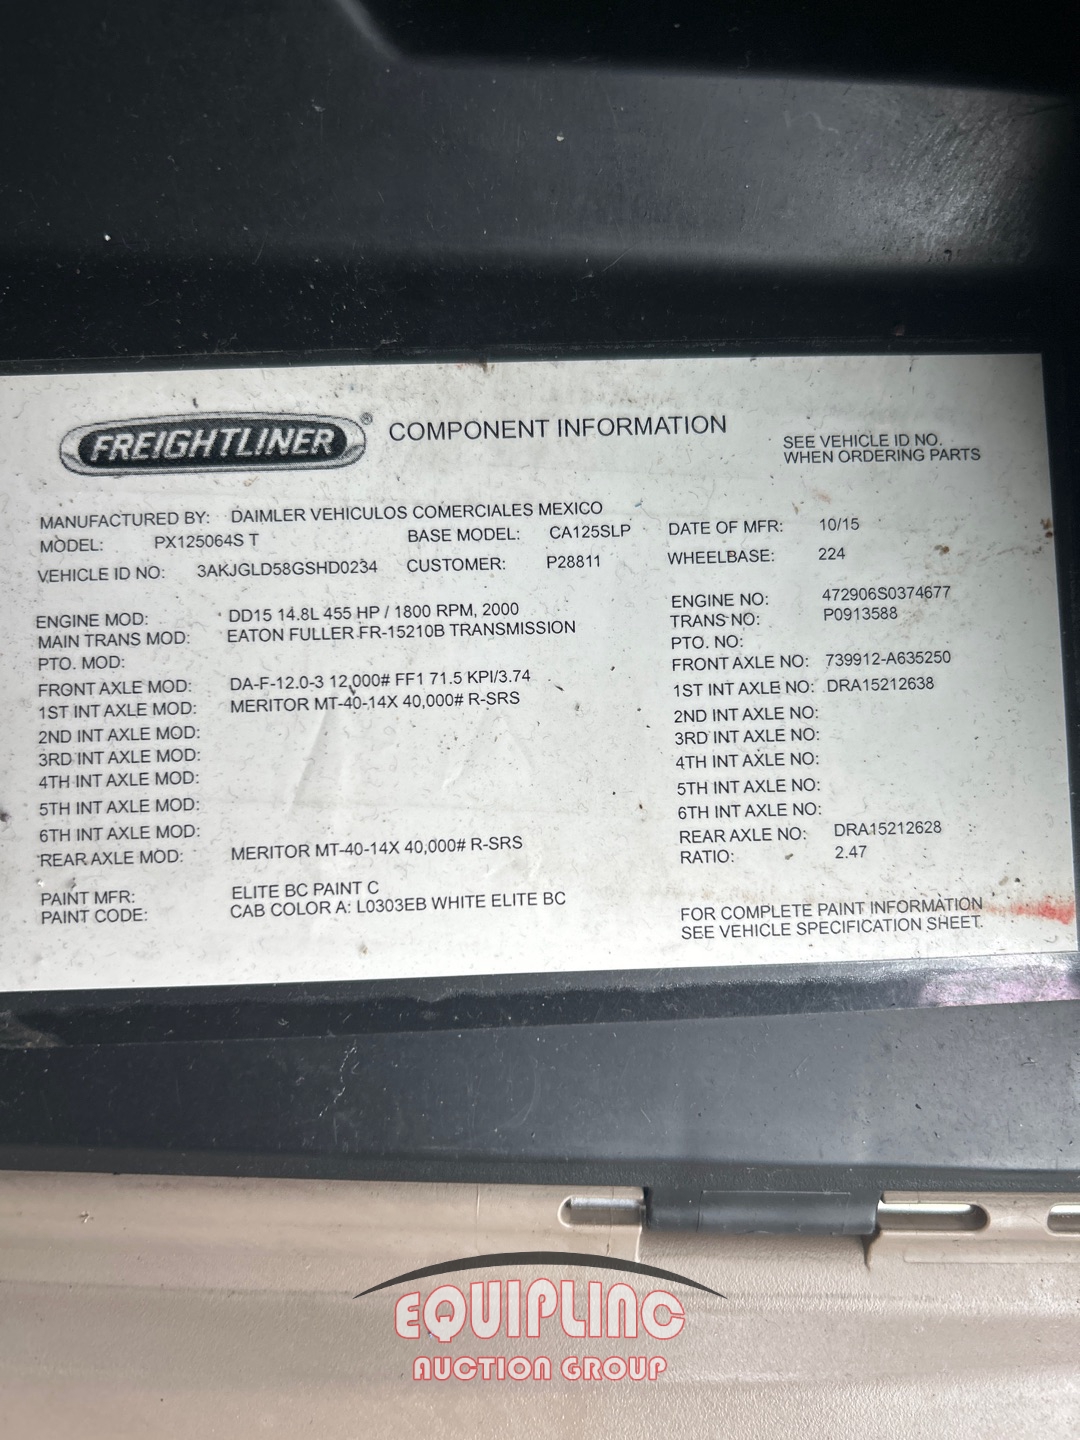 FREIGHTLINER ® COMPONENT INFORMATION
SEE VEHICLE ID NO.
WHEN ORDERING PARTS
MANUFACTURED BY: DAIMLER VEHICULOS COMERCIALES MEXICO
MODEL: PX125064S T BASE MODEL: CA125SLP DATE OF MFR: 10/15
VEHICLE ID NO: 3AKJGLD58GSHD0234 CUSTOMER: P28811 WHEELBASE: 224
ENGINE MOD: DD15 14.8L 455 HP / 1800 RPM, 2000 ENGINE NO: 472906S0374677
MAIN TRANS MOD: EATON FULLER FR-15210B TRANSMISSION TRANS NO: P0913588
PTO. MOD: PTO. NO:
FRONT AXLE MOD: DA-F-12.0-3 12,000# FF1 71.5 KPI/3.74 FRONT AXLE NO: 739912-A635250
1ST INT AXLE MOD: MERITOR MT-40-14X 40,000# R-SRS 1ST INT AXLE NO: DRA15212638
2ND INT AXLE MOD: 2ND INT AXLE NO:
3RD INT AXLE MOD: 3RD INT AXLE NO:
4TH INT AXLE MOD: 4TH INT AXLE NO:
5TH INT AXLE MOD: 5TH INT AXLE NO:
6TH INT AXLE MOD: 6TH INT AXLE NO:
REAR AXLE MOD: MERITOR MT-40-14X 40,000# R-SRS REAR AXLE NO: DRA15212628
RATIO: 2.47
PAINT MFR: ELITE BC PAINT C
PAINT CODE: CAB COLOR A: L0303EB WHITE ELITE BC
FOR COMPLETE PAINT INFORMATION
SEE VEHICLE SPECIFICATION SHEET.
EQUIPLINC
AUCTION GROUP